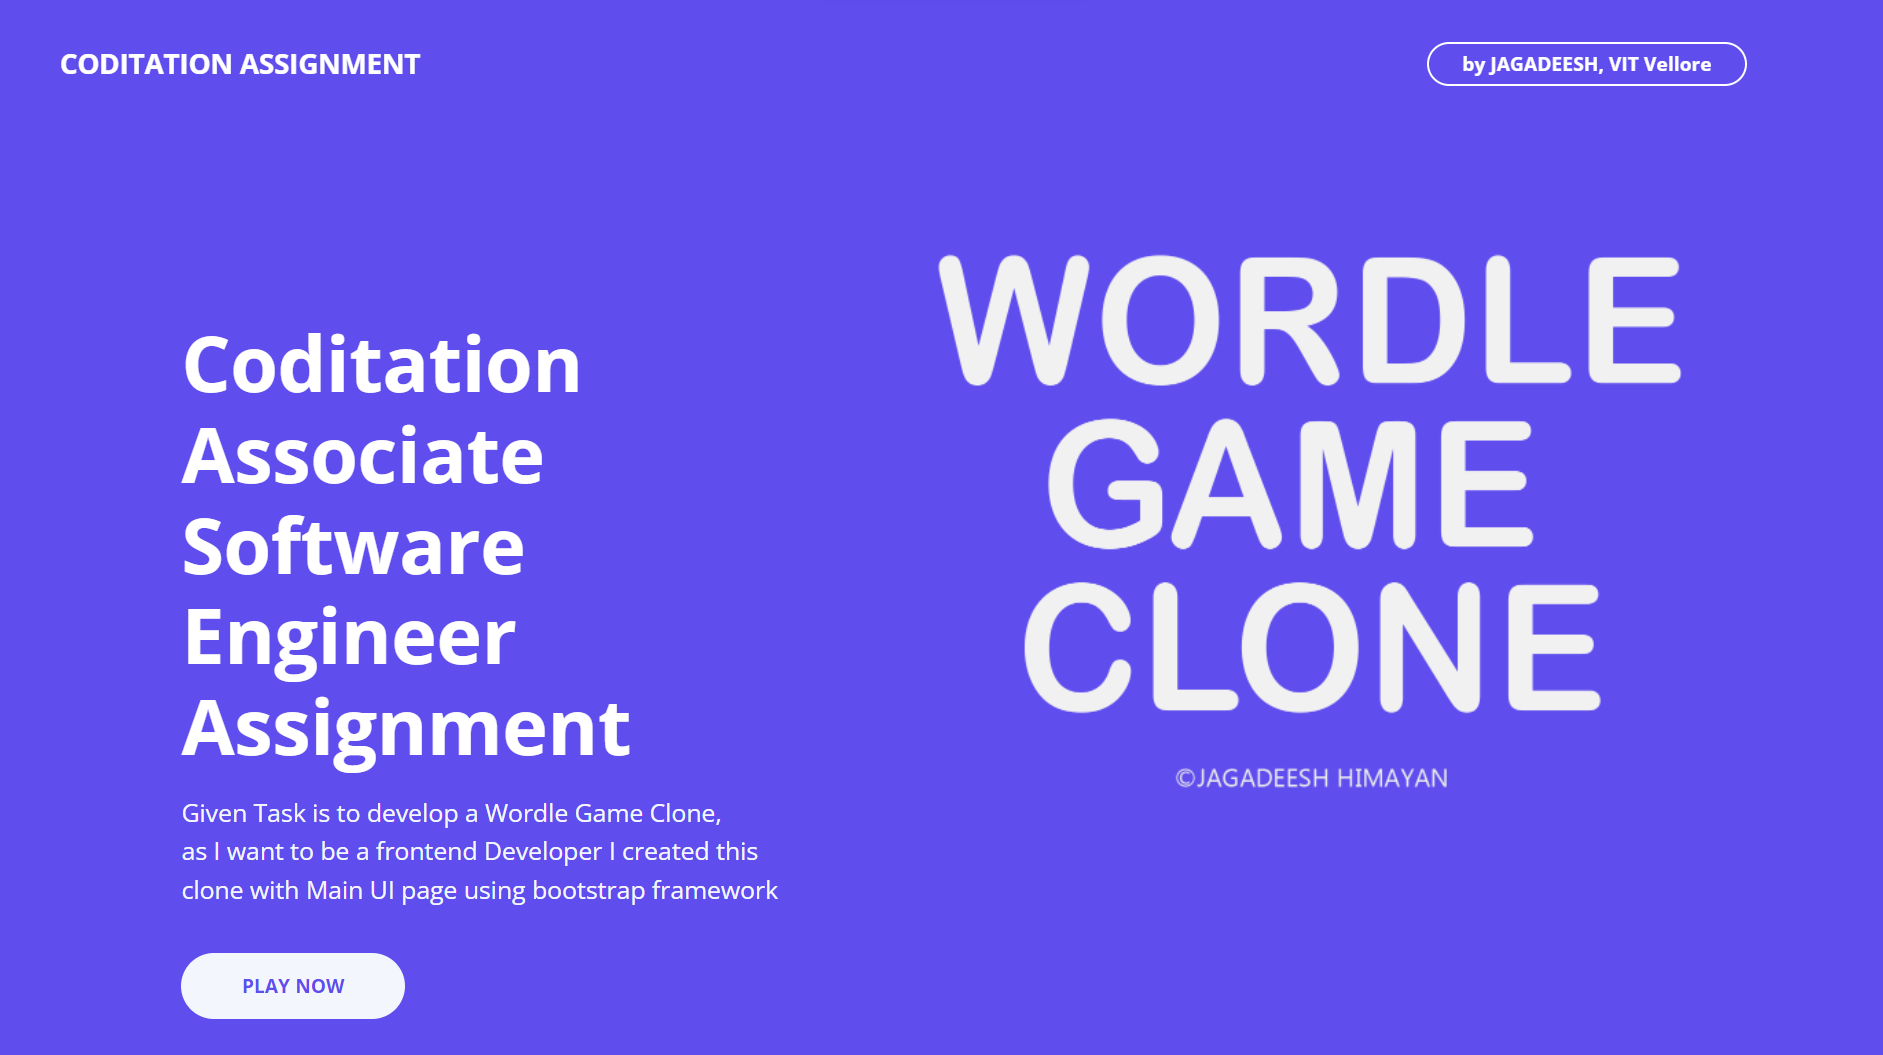 CODITATION ASSIGNMENT
by JAGADEESH, VIT Vellore
Coditation
Associate
Software
Engineer
Assignment
Given Task is to develop a Wordle Game Clone,
as I want to be a frontend Developer I created this
clone with Main UI page using bootstrap framework
PLAY NOW
WORDLE
GAME
CLONE
©JAGADEESH HIMAYAN